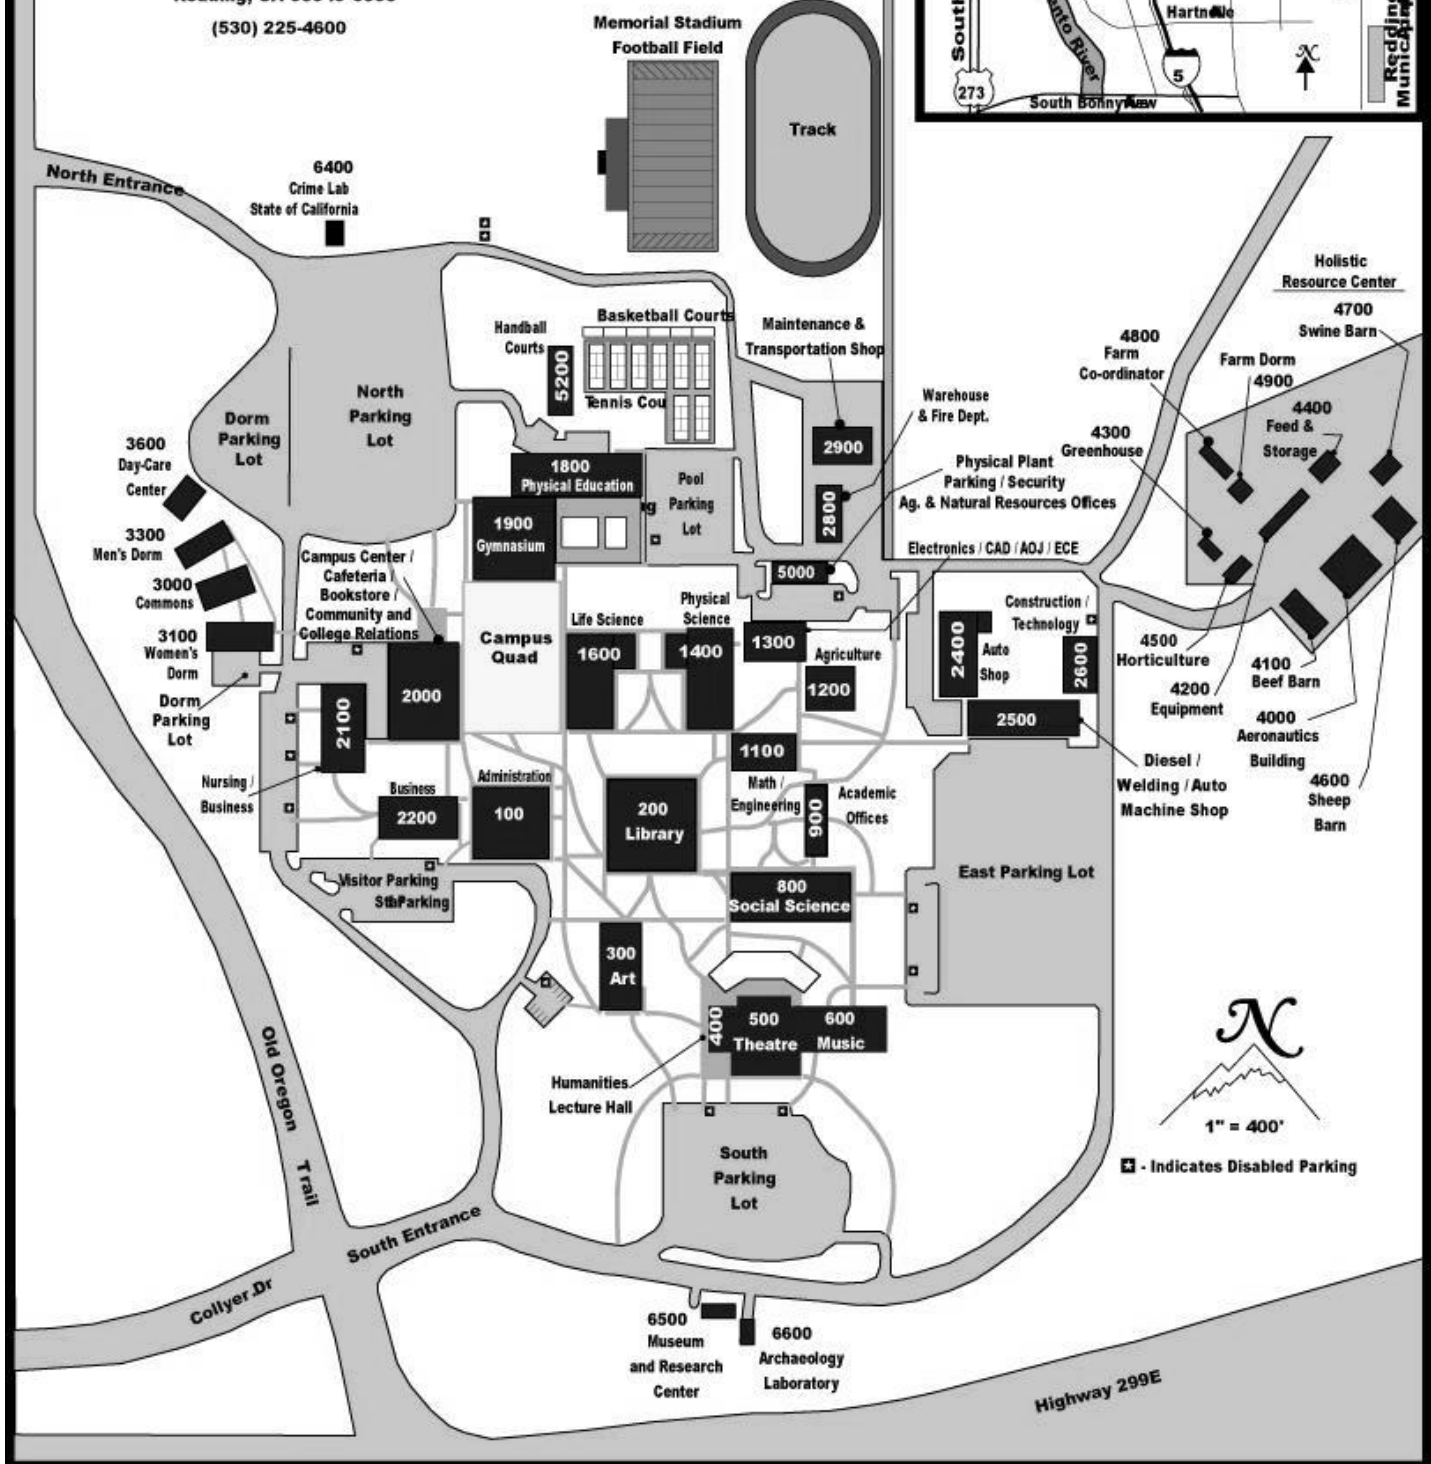 (530) 225-4600
Memorial Stadium
Football Field
Track
South
273
South Bonny
5
N
Redding
Municipal
North Entrance
6400
Crime Lab
State of California
Handball
Courts
5200
Basketball Courts
Tennis Cou
Maintenance &
Transportation Shop
2900
Warehouse
& Fire Dept.
2800
Physical Plant
Parking / Security
Ag. & Natural Resources Offices
5000
Electronics / CAD / AOJ / ECE
Holistic
Resource Center
4700
Swine Barn
4800
Farm
Co-ordinator
Farm Dorm
4900
4400
Feed &
Storage
4300
Greenhouse
4500
Horticulture
4200
Equipment
4100
Beef Barn
4000
Aeronautics
Building
4600
Sheep
Barn
North
Parking
Lot
Dorm
Parking
Lot
3600
Day-Care
Center
3300
Men's Dorm
3000
Commons
3100
Women's
Dorm
Dorm
Parking
Lot
1800
Physical Education
1900
Gymnasium
Pool
Parking
Lot
Campus Center /
Cafeteria /
Bookstore /
Community and
College Relations
2000
2100
Nursing /
Business
Campus
Quad
Life Science
1600
Physical
Science
1400
1300
Agriculture
1200
1100
Math /
Engineering
900
Academic
Offices
2400
Auto
Shop
Construction /
Technology
2600
2500
Diesel /
Welding / Auto
Machine Shop
Business
2200
Administration
100
200
Library
800
Social Science
East Parking Lot
Visitor Parking
Parking
300
Art
400
500
Theatre
600
Music
Humanities
Lecture Hall
South
Parking
Lot
Old Oregon
Trail
South Entrance
Collyer Dr
6500
Museum
and Research
Center
6600
Archaeology
Laboratory
Highway 299E
N
1" = 400'
- Indicates Disabled Parking